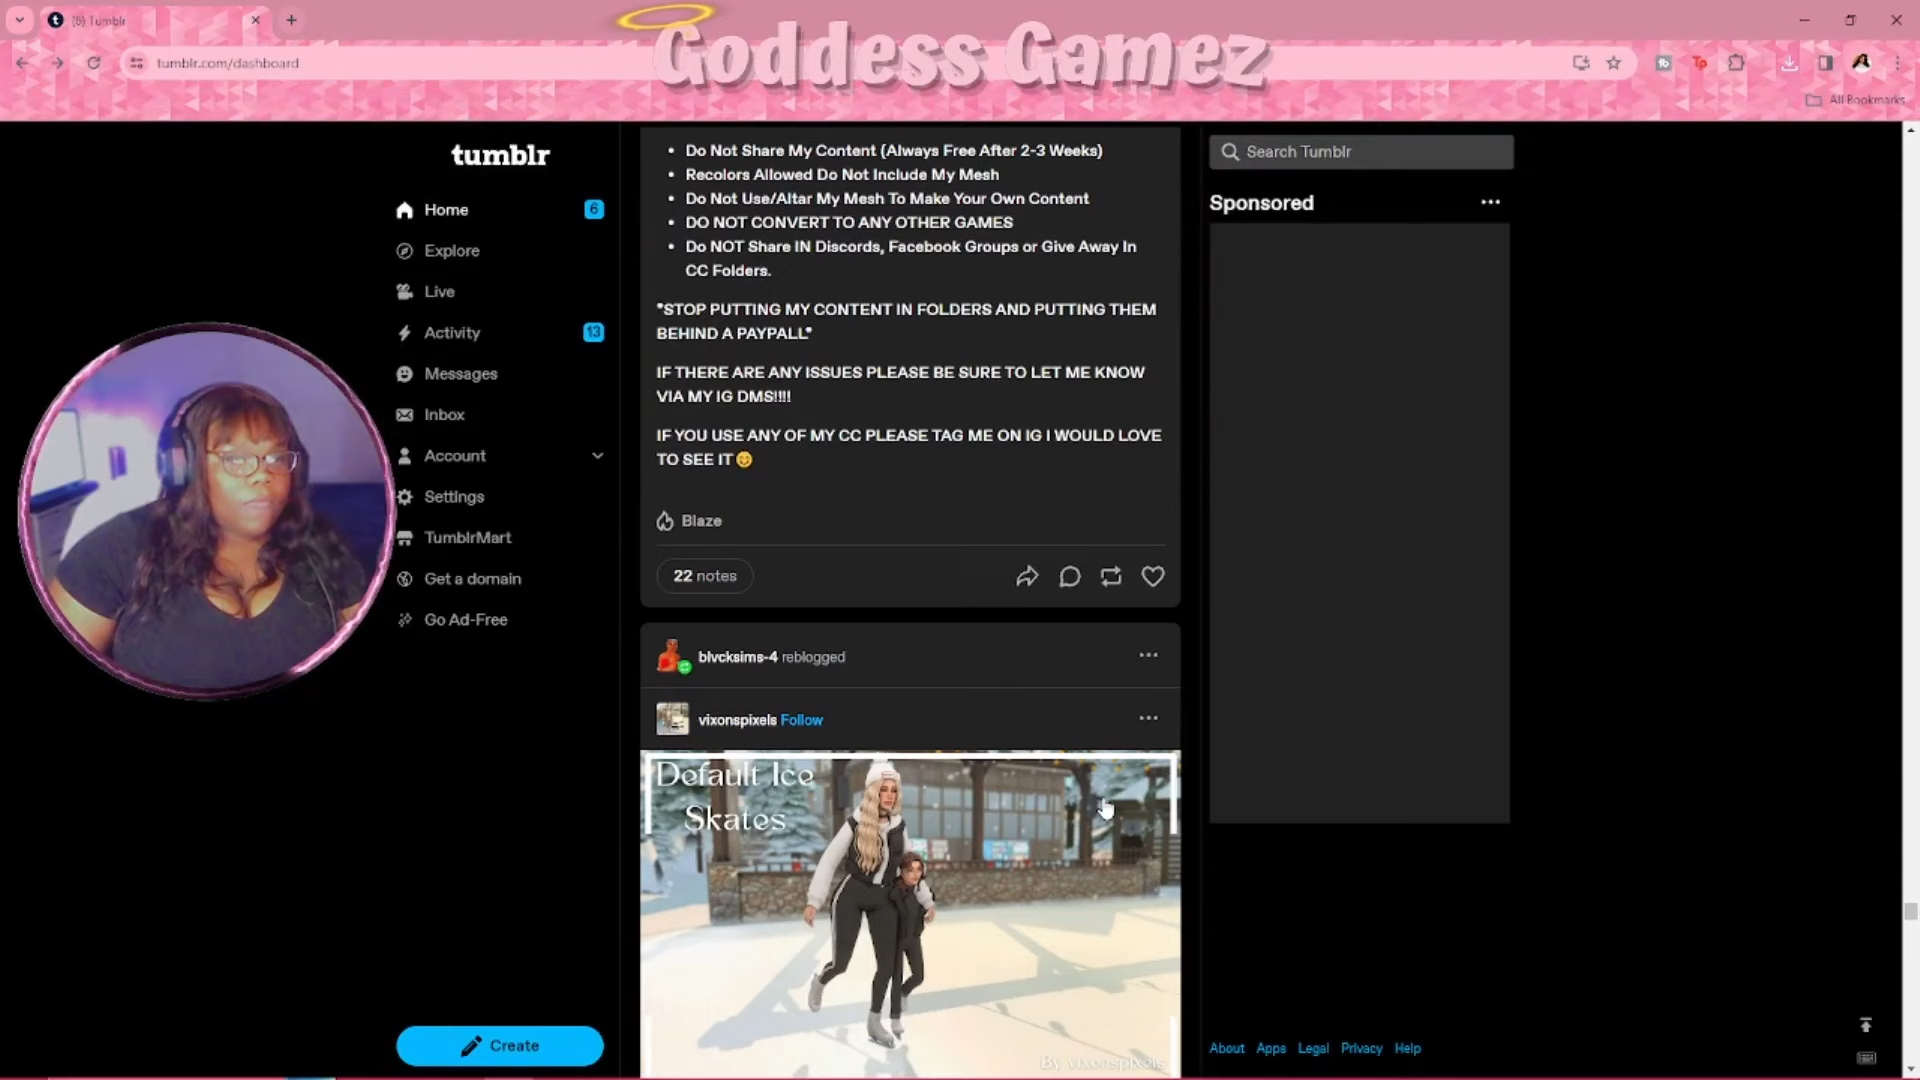 (6) Tumblr
Goddess Gamez
tumblr.com/dashboard
Tp
All Bookmarks
tumblr
Home
6
Explore
Live
Activity
13
Messages
Inbox
Account
Settings
TumblrMart
Get a domain
Go Ad-Free
Create
• Do Not Share My Content (Always Free After 2-3 Weeks)
• Recolors Allowed Do Not Include My Mesh
• Do Not Use/Altar My Mesh To Make Your Own Content
• DO NOT CONVERT TO ANY OTHER GAMES
• Do NOT Share IN Discords, Facebook Groups or Give Away In
CC Folders.
"STOP PUTTING MY CONTENT IN FOLDERS AND PUTTING THEM
BEHIND A PAYPALL"
IF THERE ARE ANY ISSUES PLEASE BE SURE TO LET ME KNOW
VIA MY IG DMS!!!!
IF YOU USE ANY OF MY CC PLEASE TAG ME ON IG I WOULD LOVE
TO SEE IT😊
Blaze
22 notes
blvcksims-4 reblogged
vixonspixels Follow
Default Ice
Skates
By vixonspixels
Search Tumblr
Sponsored
About Apps Legal Privacy Help